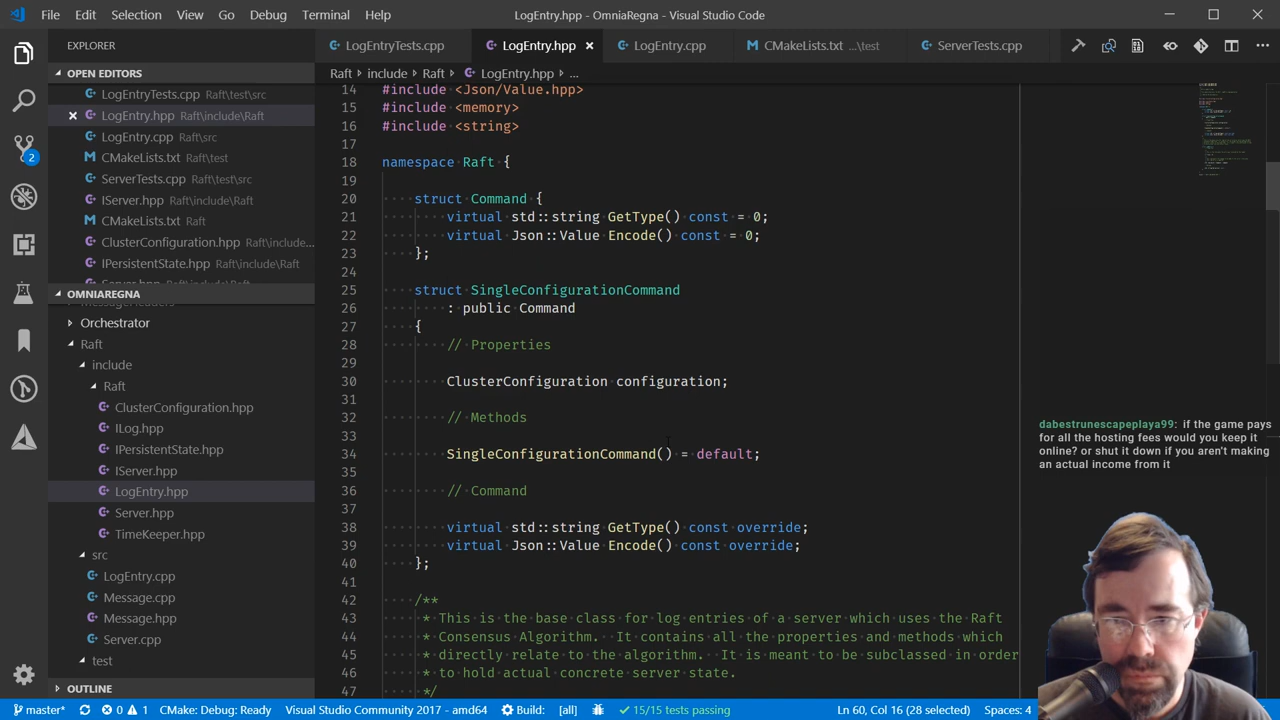 File Edit Selection View Go Debug Terminal Help LogEntry.hpp - OmniaRegna - Visual Studio Code
EXPLORER
LogEntryTests.cpp LogEntry.hpp LogEntry.cpp CMakeLists.txt ...\test ServerTests.cpp
OPEN EDITORS
LogEntryTests.cpp Raft\test\src
LogEntry.hpp Raft\include\Raft
LogEntry.cpp Raft\src
CMakeLists.txt Raft\test
ServerTests.cpp Raft\test\src
IServer.hpp Raft\include\Raft
CMakeLists.txt Raft
ClusterConfiguration.hpp Raft\include...
IPersistentState.hpp Raft\include\Raft
Server.hpp Raft\include\Raft
OMNIAREGNA
MessageHeaders
Orchestrator
Raft
include
Raft
ClusterConfiguration.hpp
ILog.hpp
IPersistentState.hpp
IServer.hpp
LogEntry.hpp
Server.hpp
TimeKeeper.hpp
src
LogEntry.cpp
Message.cpp
Message.hpp
Server.cpp
test
OUTLINE
2
Raft › include › Raft › LogEntry.hpp › ...
14 #include <Json/Value.hpp>
15 #include <memory>
16 #include <string>
17
18 namespace Raft {
19
20 struct Command {
21 virtual std::string GetType() const = 0;
22 virtual Json::Value Encode() const = 0;
23 };
24
25 struct SingleConfigurationCommand
26 : public Command
27 {
28 // Properties
29
30 ClusterConfiguration configuration;
31
32 // Methods
33
34 SingleConfigurationCommand() = default;
35
36 // Command
37
38 virtual std::string GetType() const override;
39 virtual Json::Value Encode() const override;
40 };
41
42 /**
43 * This is the base class for log entries of a server which uses the Raft
44 * Consensus Algorithm. It contains all the properties and methods which
45 * directly relate to the algorithm. It is meant to be subclassed in order
46 * to hold actual concrete server state.
47 */
dabestrunescapeplaya99: if the game pays
for all the hosting fees would you keep it
online? or shut it down if you aren't making
an actual income from it
master* 0 1 CMake: Debug: Ready Visual Studio Community 2017 - amd64 Build: [all] 15/15 tests passing Ln 60, Col 16 (28 selected) Spaces: 4